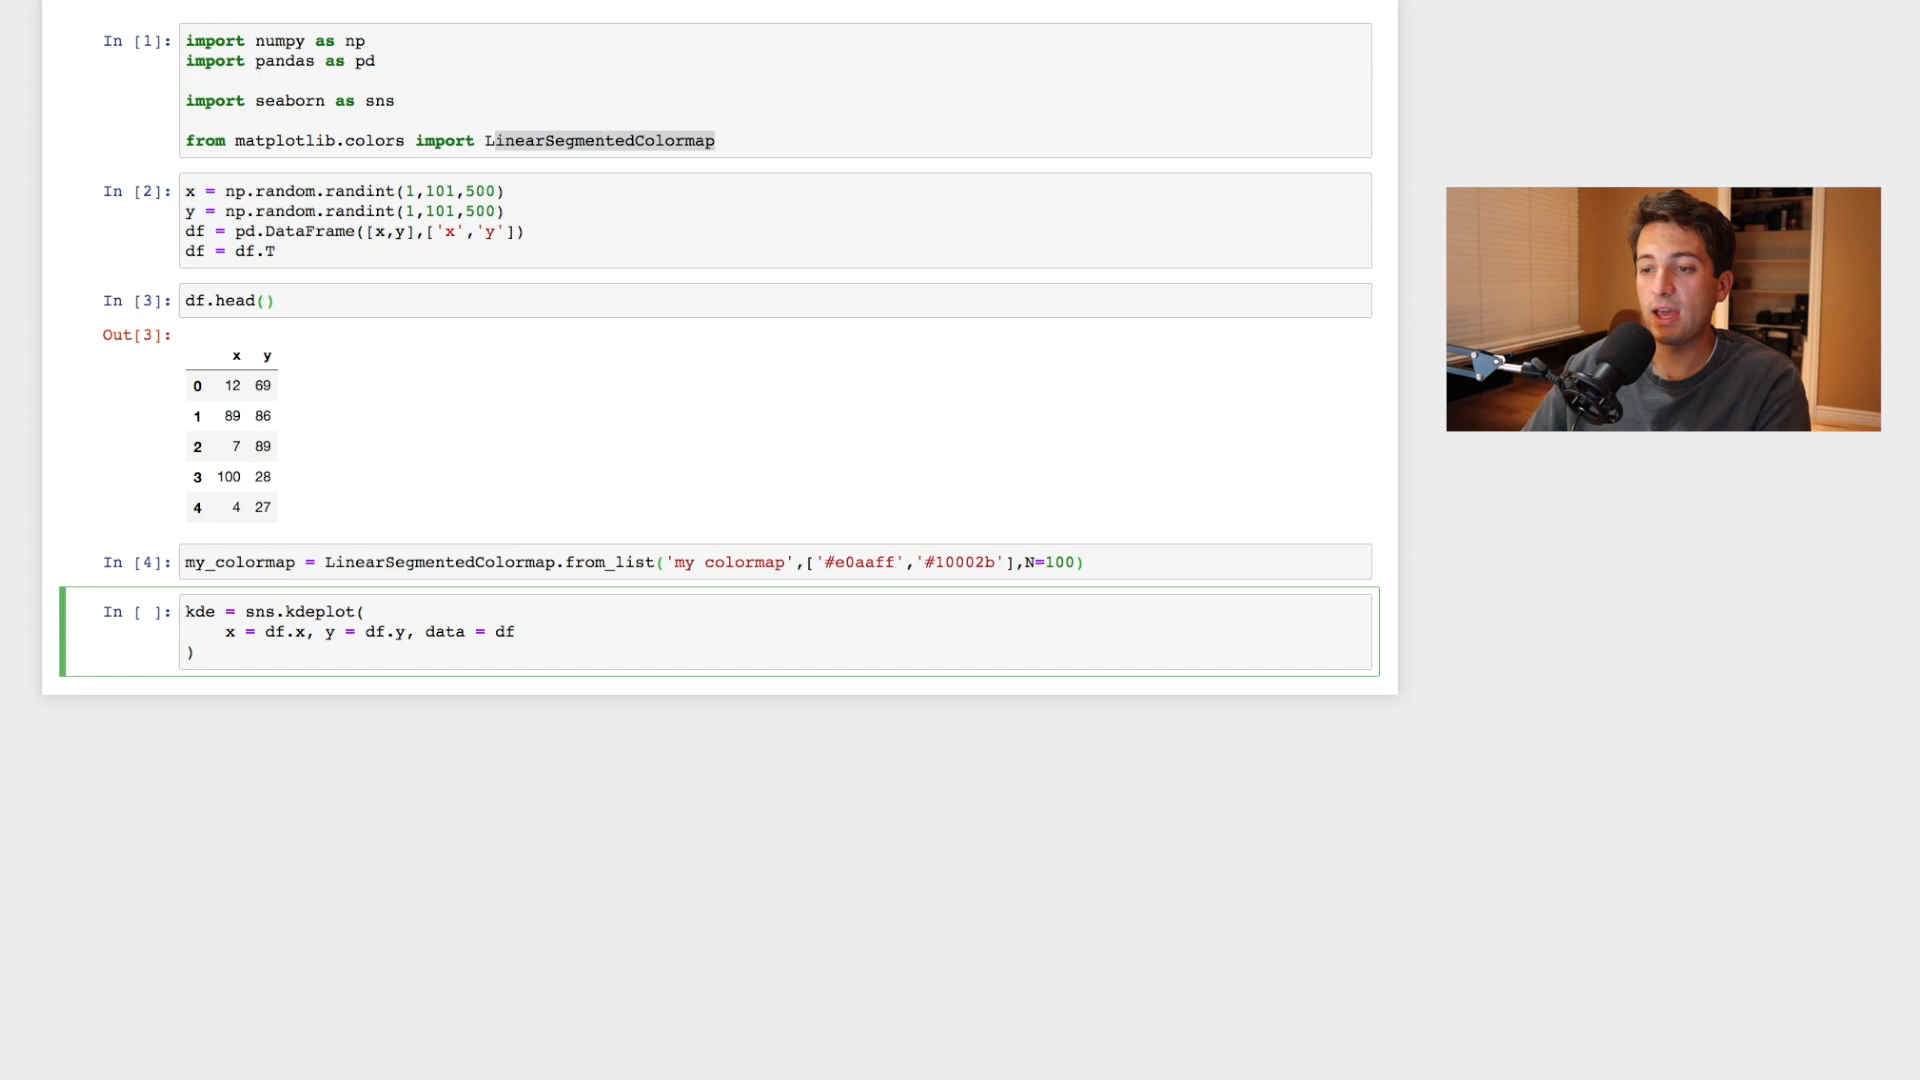 In [1]: import numpy as np
import pandas as pd
import seaborn as sns
from matplotlib.colors import LinearSegmentedColormap
In [2]: x = np.random.randint(1,101,500)
y = np.random.randint(1,101,500)
df = pd.DataFrame([x,y],['x','y'])
df = df.T
In [3]: df.head()
Out[3]:
x y
0 12 69
1 89 86
2 7 89
3 100 28
4 4 27
In [4]: my_colormap = LinearSegmentedColormap.from_list('my colormap',['#e0aaff','#10002b'],N=100)
In [ ]: kde = sns.kdeplot(
x = df.x, y = df.y, data = df
)